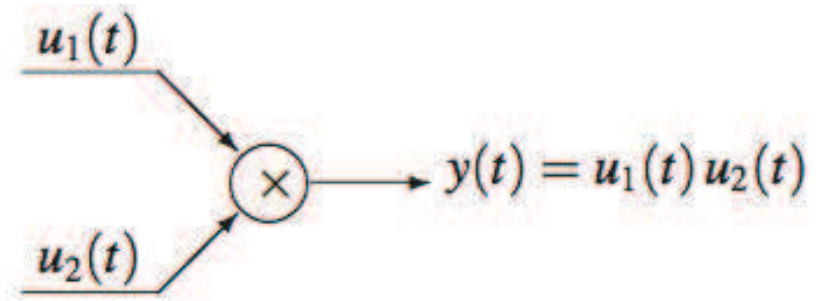 u₁(t)
× y(t) = u₁(t) u₂(t)
u₂(t)